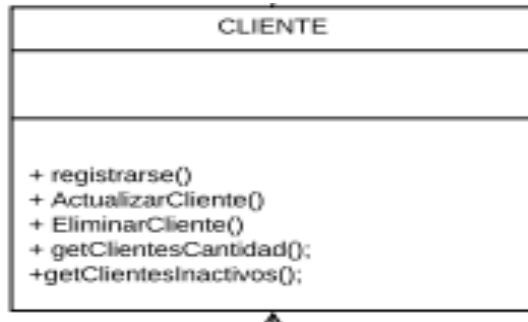 CLIENTE
+ registrarse()
+ ActualizarCliente()
+ EliminarCliente()
+ getClientesCantidad();
+getClientesInactivos();